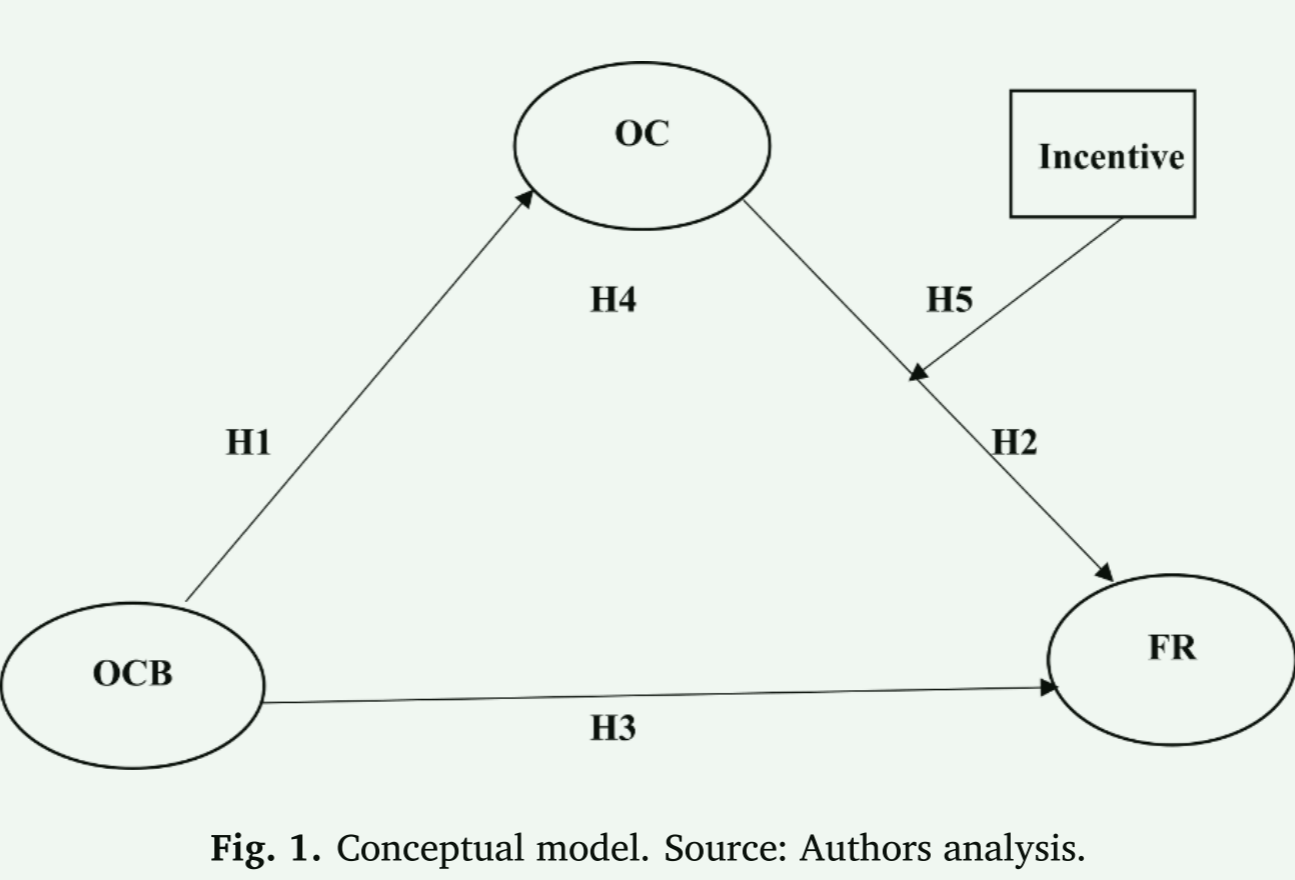 OC
Incentive
H4
H5
H1
H2
OCB
FR
H3
Fig. 1. Conceptual model. Source: Authors analysis.